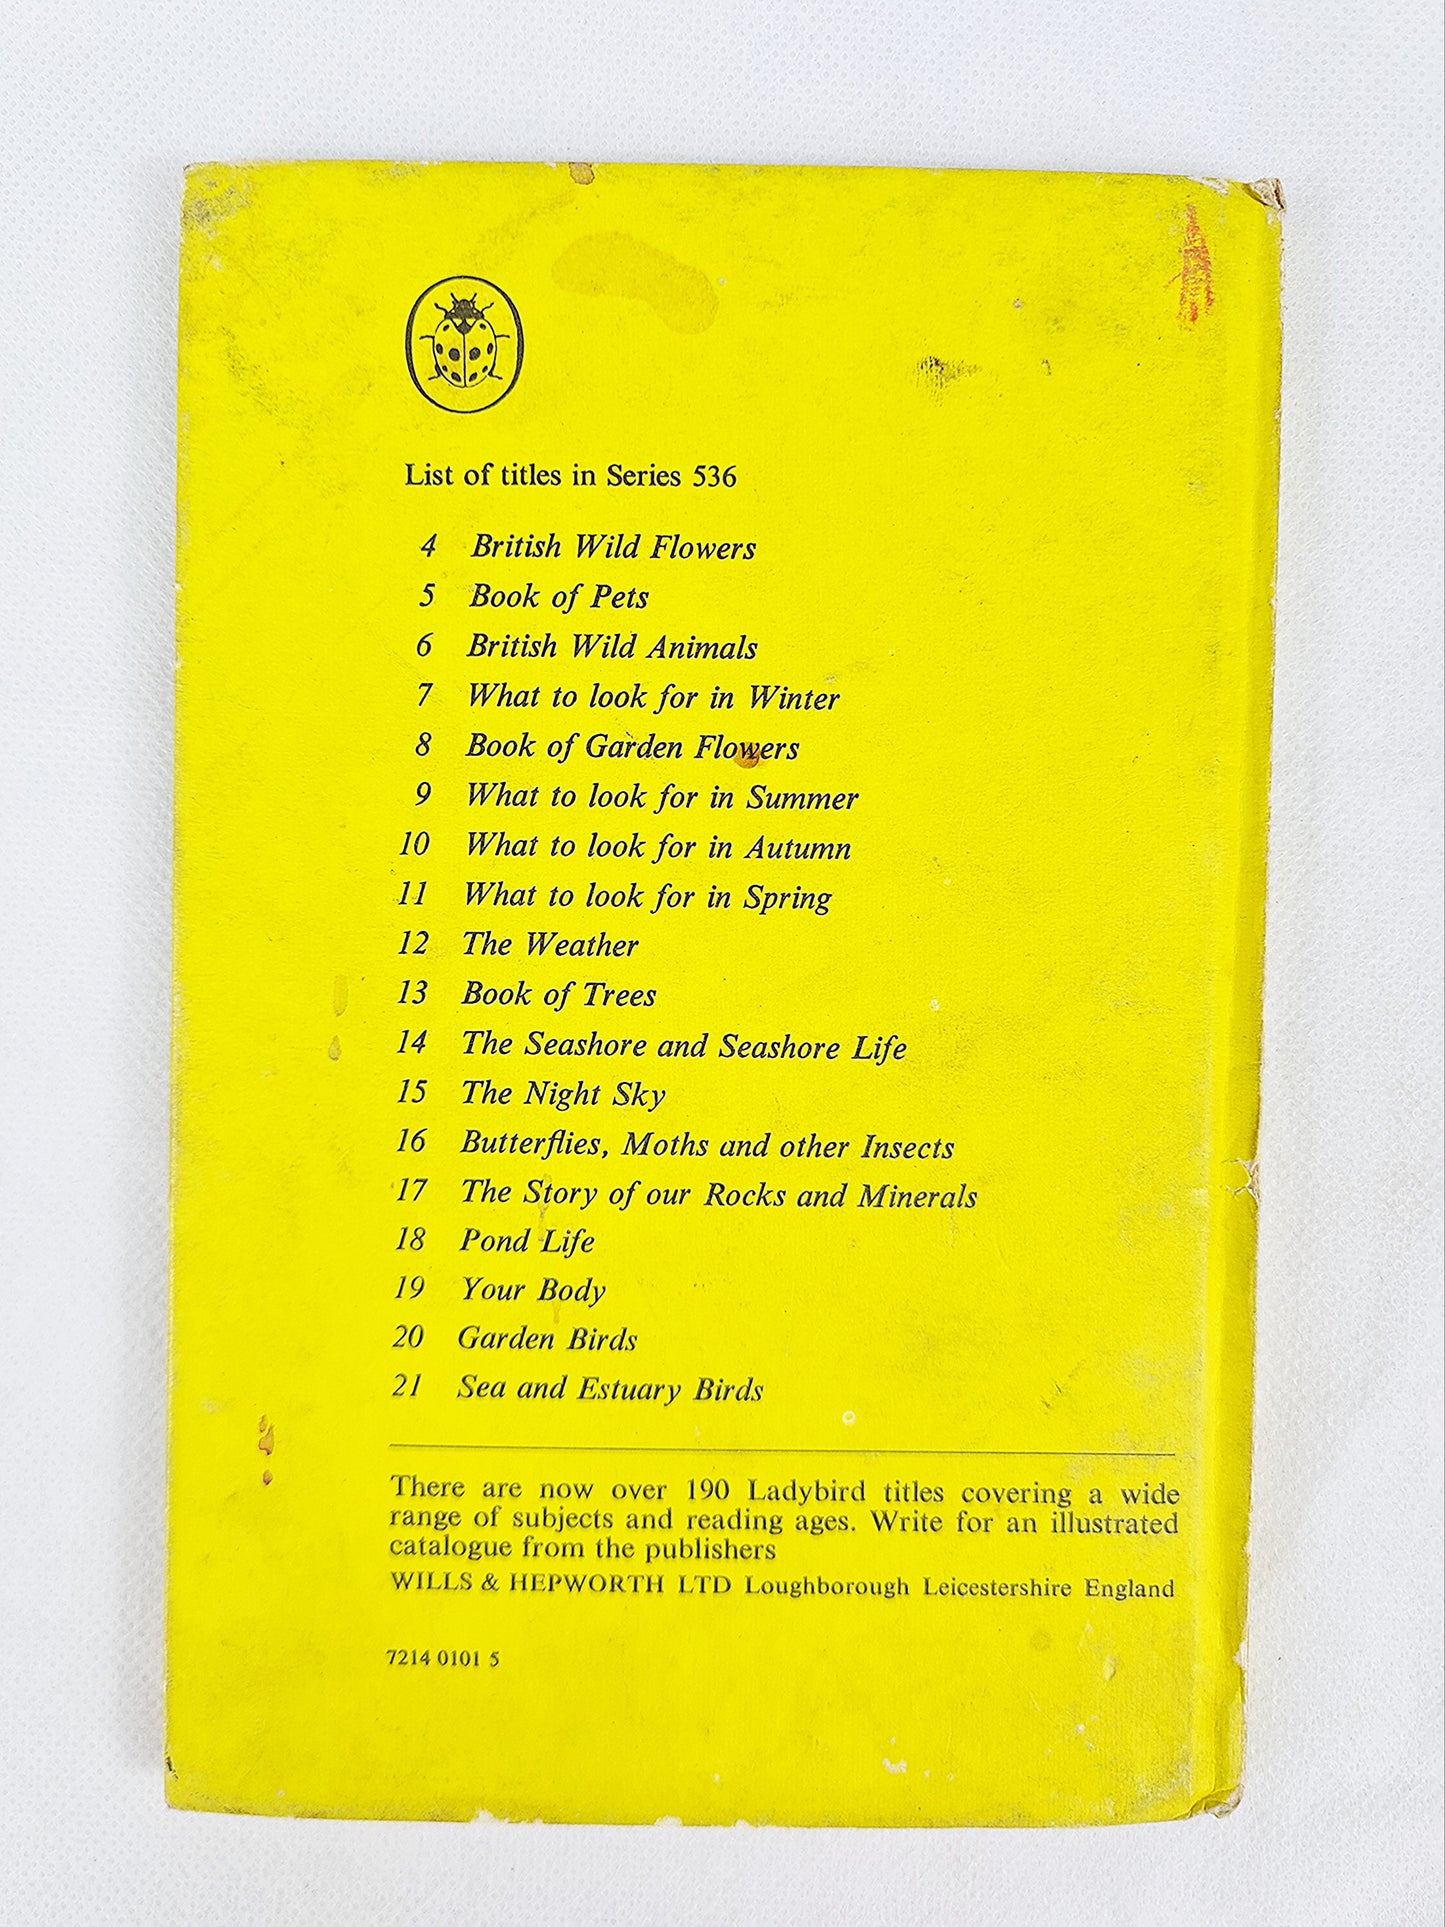 List of titles in Series 536
4 British Wild Flowers
5 Book of Pets
6 British Wild Animals
7 What to look for in Winter
8 Book of Garden Flowers
9 What to look for in Summer
10 What to look for in Autumn
11 What to look for in Spring
12 The Weather
13 Book of Trees
14 The Seashore and Seashore Life
15 The Night Sky
16 Butterflies, Moths and other Insects
17 The Story of our Rocks and Minerals
18 Pond Life
19 Your Body
20 Garden Birds
21 Sea and Estuary Birds
There are now over 190 Ladybird titles covering a wide
range of subjects and reading ages. Write for an illustrated
catalogue from the publishers
WILLS & HEPWORTH LTD Loughborough Leicestershire England
7214 0101 5